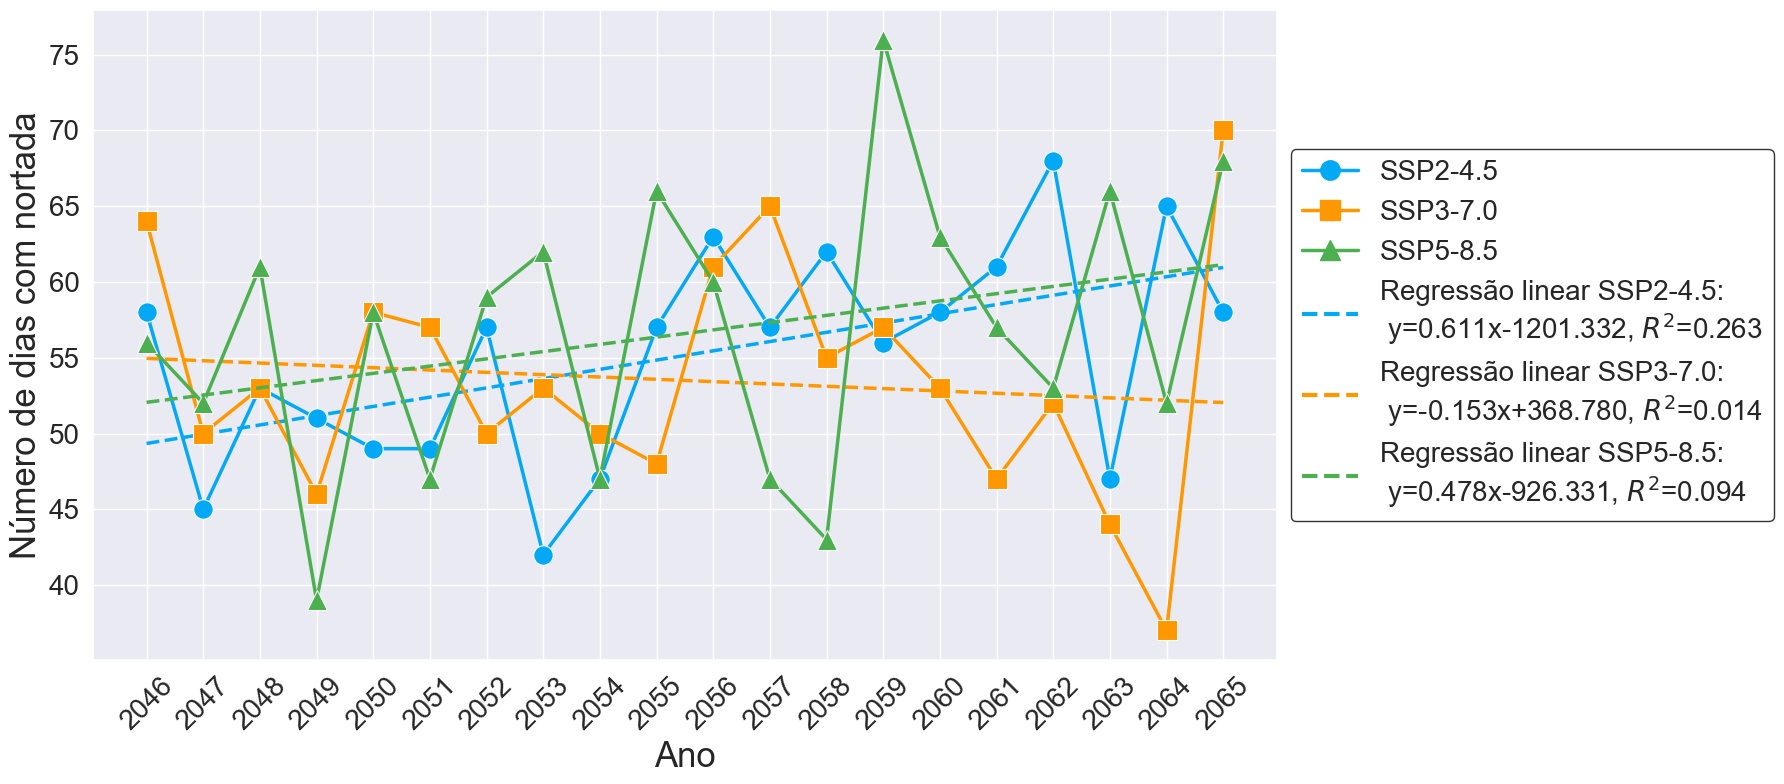 75
70
65
60
55
50
45
40
Número de dias com nortada
2046
2047
2048
2049
2050
2051
2052
2053
2054
2055
2056
2057
2058
2059
2060
2061
2062
2063
2064
2065
Ano
SSP2-4.5
SSP3-7.0
SSP5-8.5
Regressão linear SSP2-4.5:
y=0.611x-1201.332, R²=0.263
Regressão linear SSP3-7.0:
y=-0.153x+368.780, R²=0.014
Regressão linear SSP5-8.5:
y=0.478x-926.331, R²=0.094